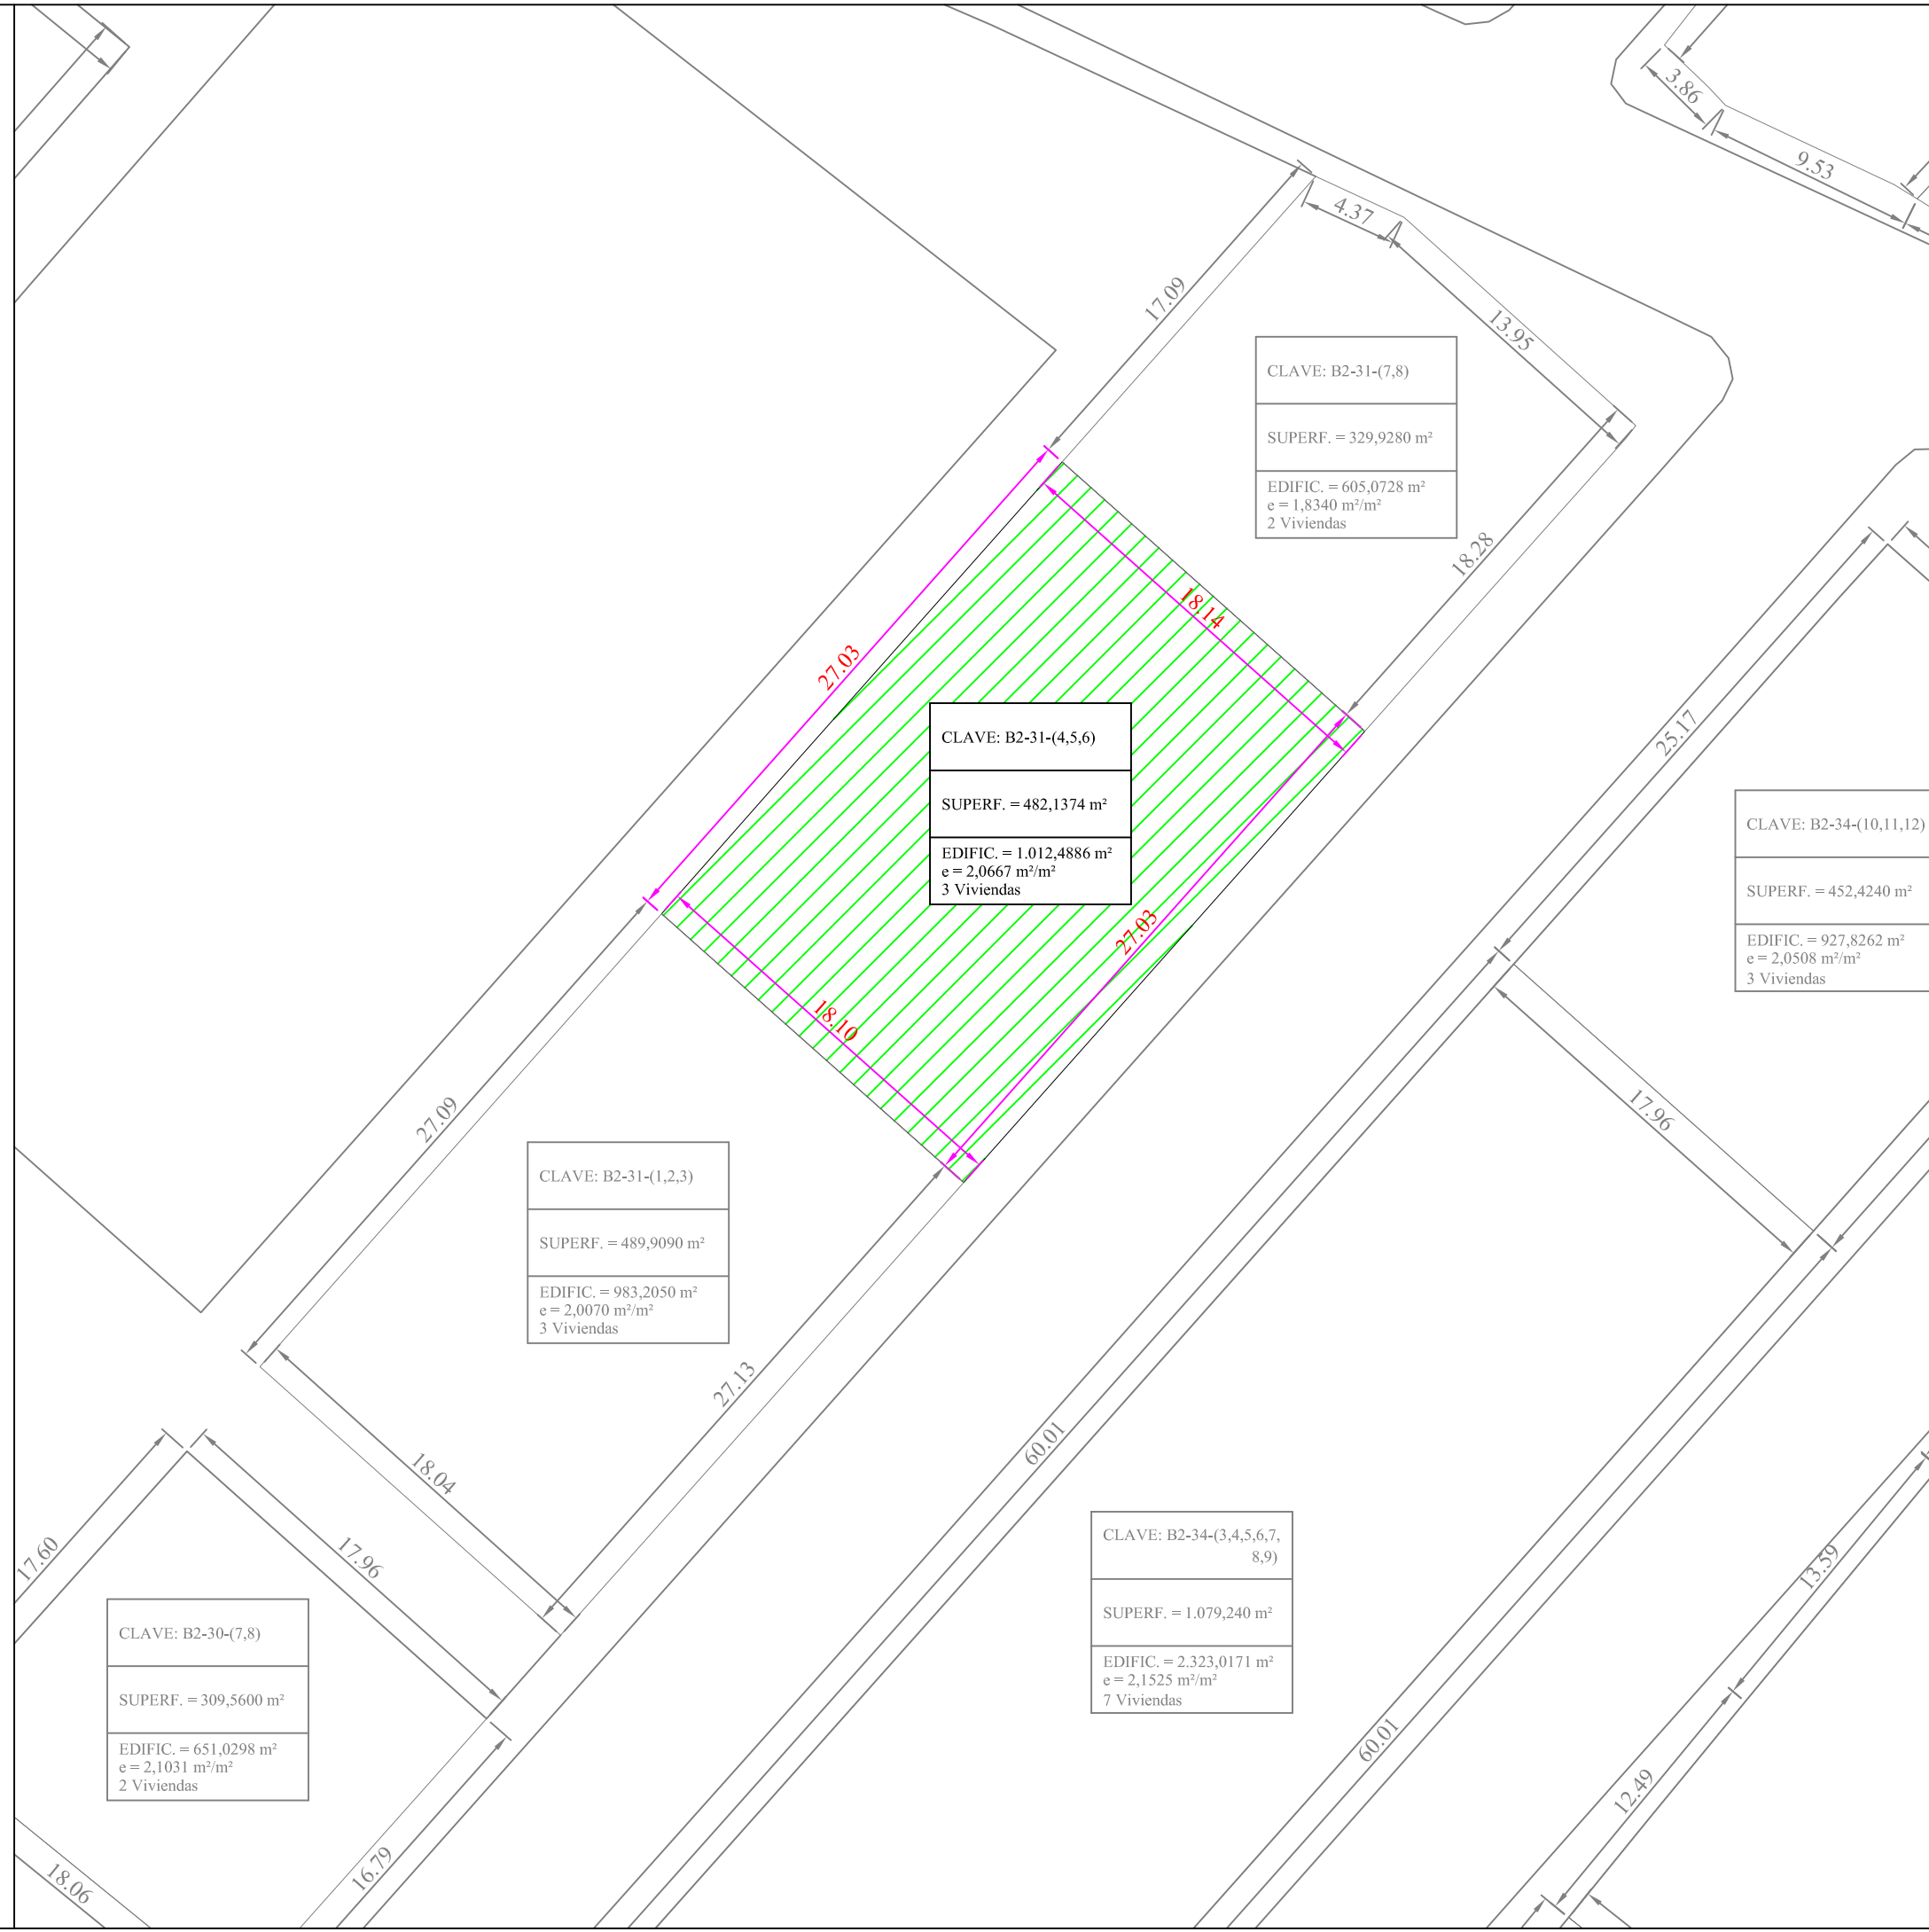 3.86
9.53
4.37
17.09
13.95
CLAVE: B2-31-(7,8)
SUPERF. = 329,9280 m²
EDIFIC. = 605,0728 m²
e = 1,8340 m²/m²
2 Viviendas
18.28
18.14
27.03
25.17
CLAVE: B2-31-(4,5,6)
SUPERF. = 482,1374 m²
EDIFIC. = 1.012,4886 m²
e = 2,0667 m²/m²
3 Viviendas
CLAVE: B2-34-(10,11,12)
SUPERF. = 452,4240 m²
EDIFIC. = 927,8262 m²
e = 2,0508 m²/m²
3 Viviendas
27.03
18.10
27.09
17.96
CLAVE: B2-31-(1,2,3)
SUPERF. = 489,9090 m²
EDIFIC. = 983,2050 m²
e = 2,0070 m²/m²
3 Viviendas
27.13
60.01
18.04
17.60
17.96
CLAVE: B2-34-(3,4,5,6,7,
8,9)
SUPERF. = 1.079,240 m²
EDIFIC. = 2.323,0171 m²
e = 2,1525 m²/m²
7 Viviendas
13.59
CLAVE: B2-30-(7,8)
SUPERF. = 309,5600 m²
EDIFIC. = 651,0298 m²
e = 2,1031 m²/m²
2 Viviendas
60.01
12.49
16.79
18.06